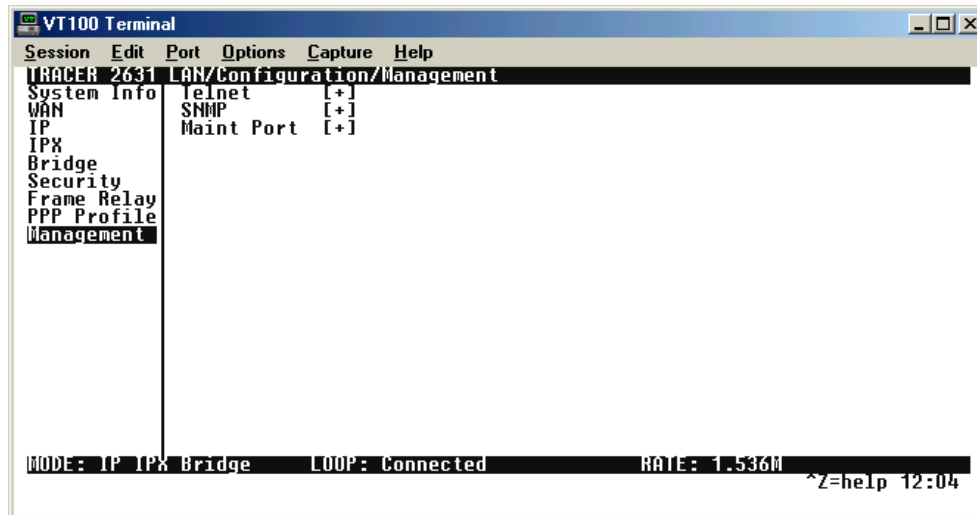 VT100 Terminal
Session Edit Port Options Capture Help
TRACER 2631 LAN/Configuration/Management
System Info Telnet [+]
WAN SNMP [+]
IP Maint Port [+]
IPX
Bridge
Security
Frame Relay
PPP Profile
Management
MODE: IP IPX Bridge LOOP: Connected RATE: 1.536M
^Z=help 12:04